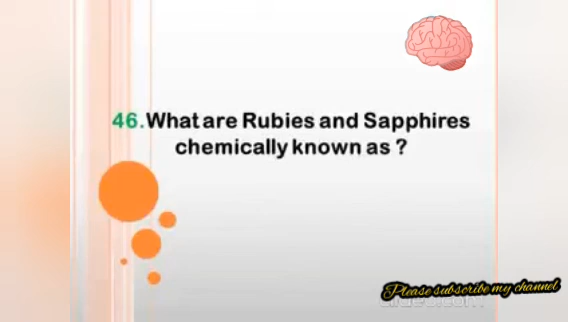 46.What are Rubies and Sapphires
chemically known as ?
Please subscribe my channel